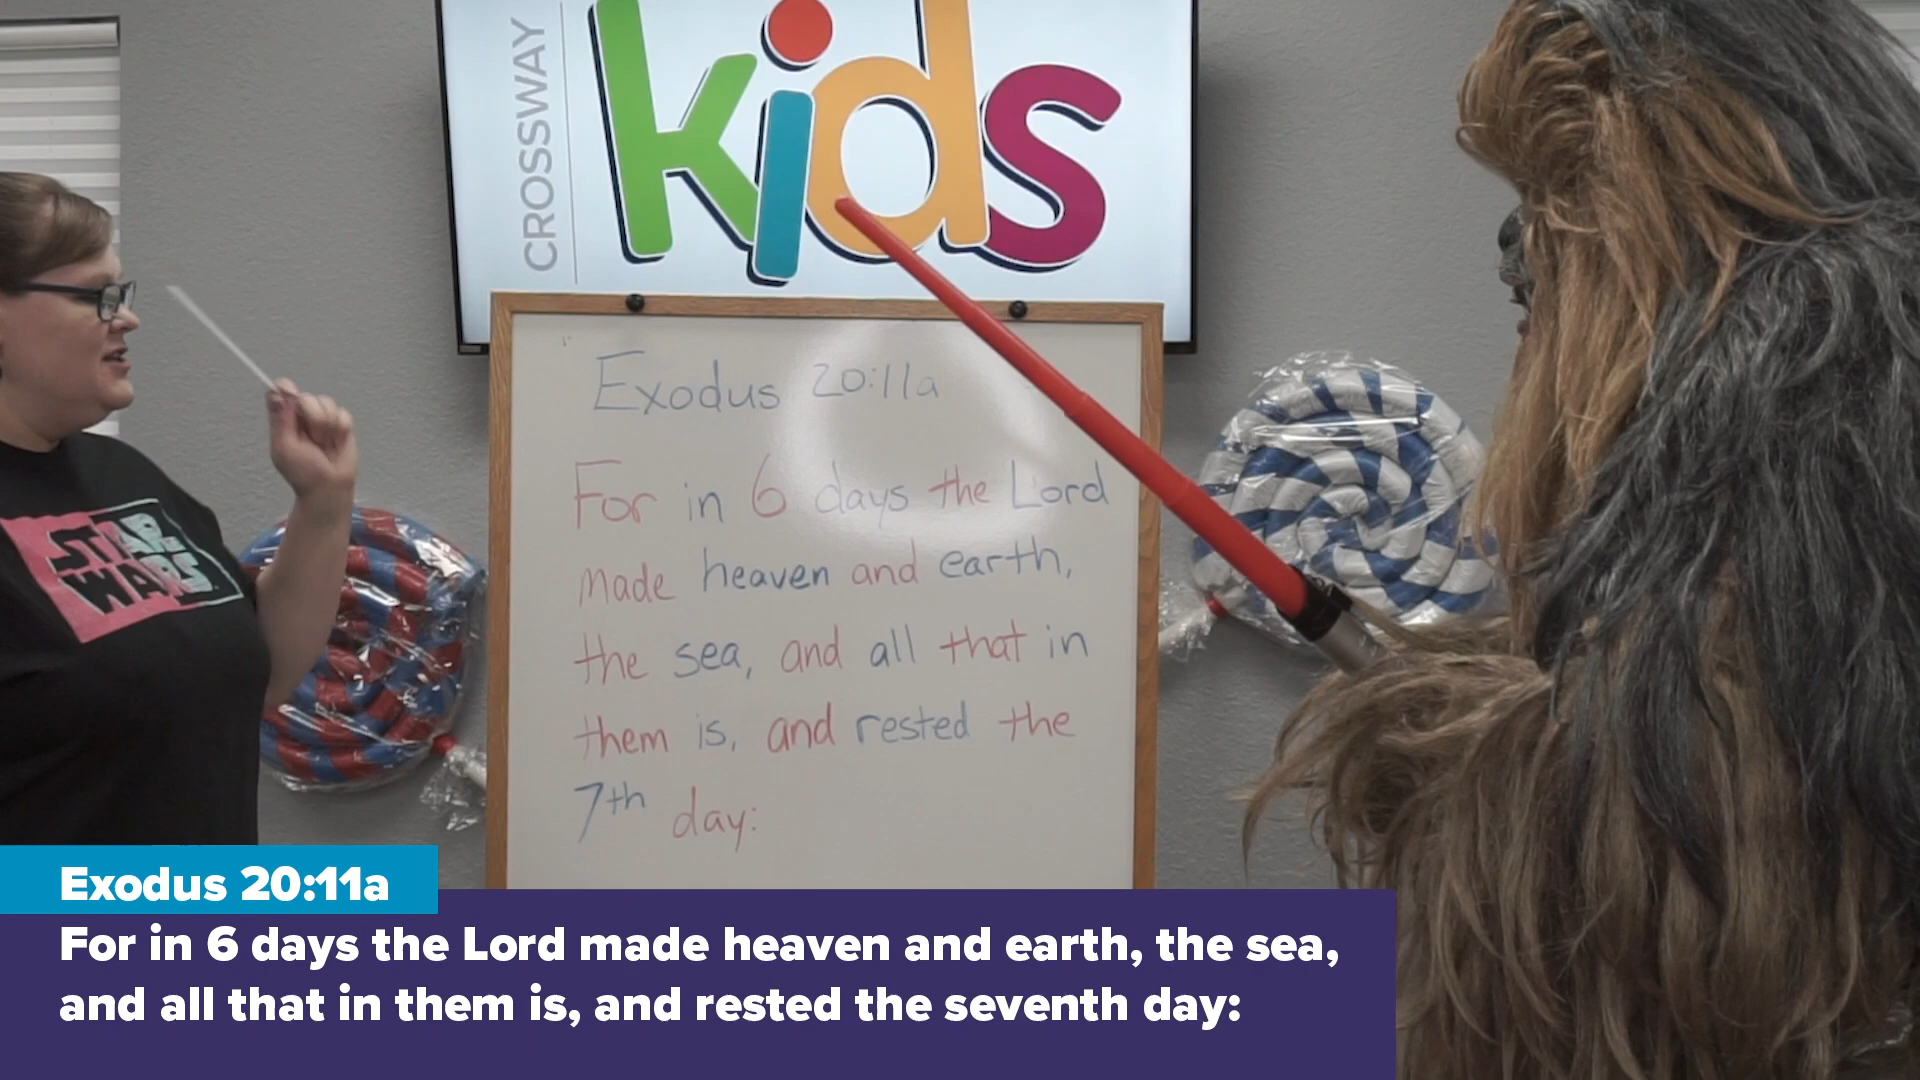 CROSSWAY
kids
Exodus 20:11a
For in 6 days the Lord
made heaven and earth,
the sea, and all that in
them is, and rested the
7th day:
STAR
WARS
Exodus 20:11a
For in 6 days the Lord made heaven and earth, the sea,
and all that in them is, and rested the seventh day: